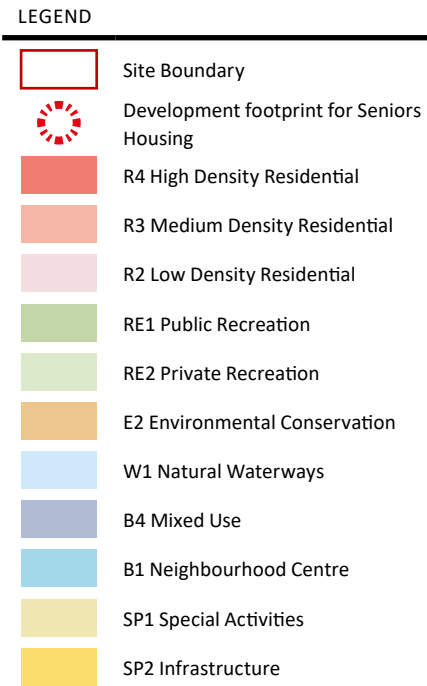 LEGEND
Site Boundary
Development footprint for Seniors
Housing
R4 High Density Residential
R3 Medium Density Residential
R2 Low Density Residential
RE1 Public Recreation
RE2 Private Recreation
E2 Environmental Conservation
W1 Natural Waterways
B4 Mixed Use
B1 Neighbourhood Centre
SP1 Special Activities
SP2 Infrastructure